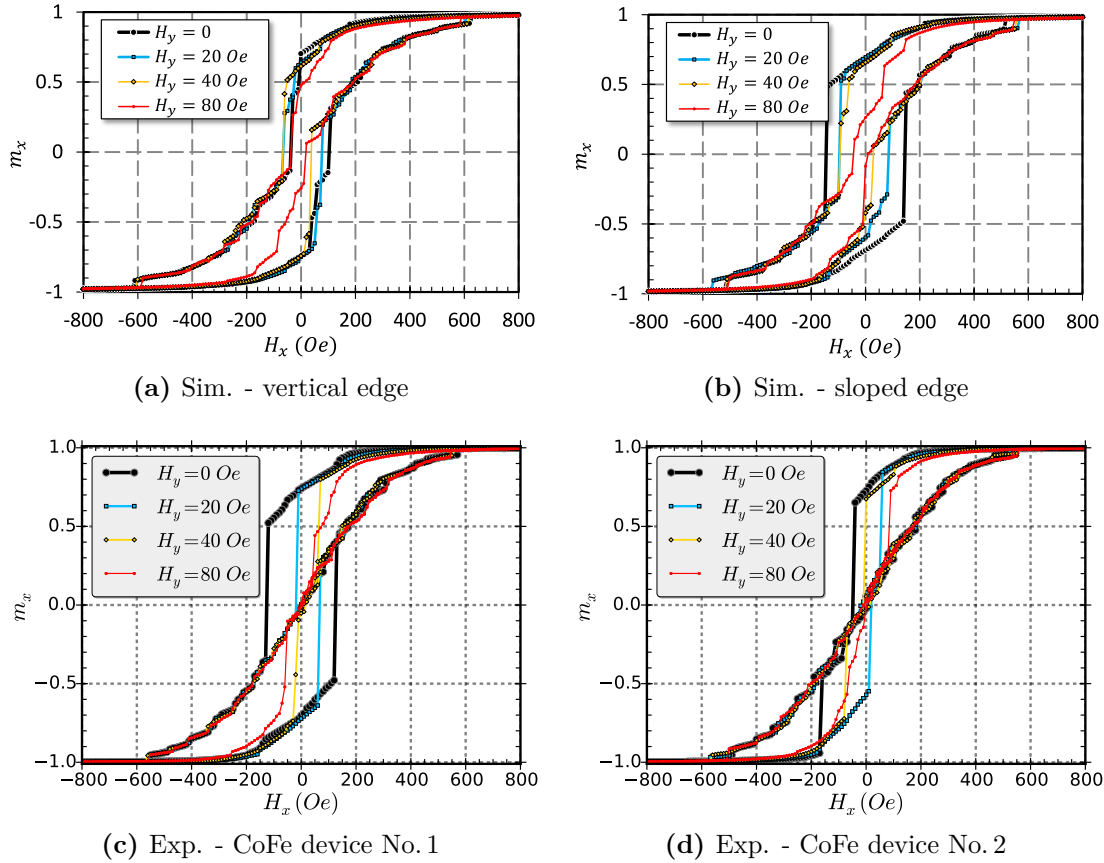 1
0.5
0
-0.5
-1
m_x
H_y = 0
H_y = 20 Oe
H_y = 40 Oe
H_y = 80 Oe
-800 -600 -400 -200 0 200 400 600 800
H_x (Oe)
(a) Sim. - vertical edge
1
0.5
0
-0.5
-1
m_x
H_y = 0
H_y = 20 Oe
H_y = 40 Oe
H_y = 80 Oe
-800 -600 -400 -200 0 200 400 600 800
H_x (Oe)
(b) Sim. - sloped edge
1.0
0.5
0.0
−0.5
−1.0
m_x
H_y=0 Oe
H_y=20 Oe
H_y=40 Oe
H_y=80 Oe
−800 −600 −400 −200 0 200 400 600 800
H_x (Oe)
(c) Exp. - CoFe device No. 1
1.0
0.5
0.0
−0.5
−1.0
m_x
H_y=0 Oe
H_y=20 Oe
H_y=40 Oe
H_y=80 Oe
−800 −600 −400 −200 0 200 400 600 800
H_x (Oe)
(d) Exp. - CoFe device No. 2